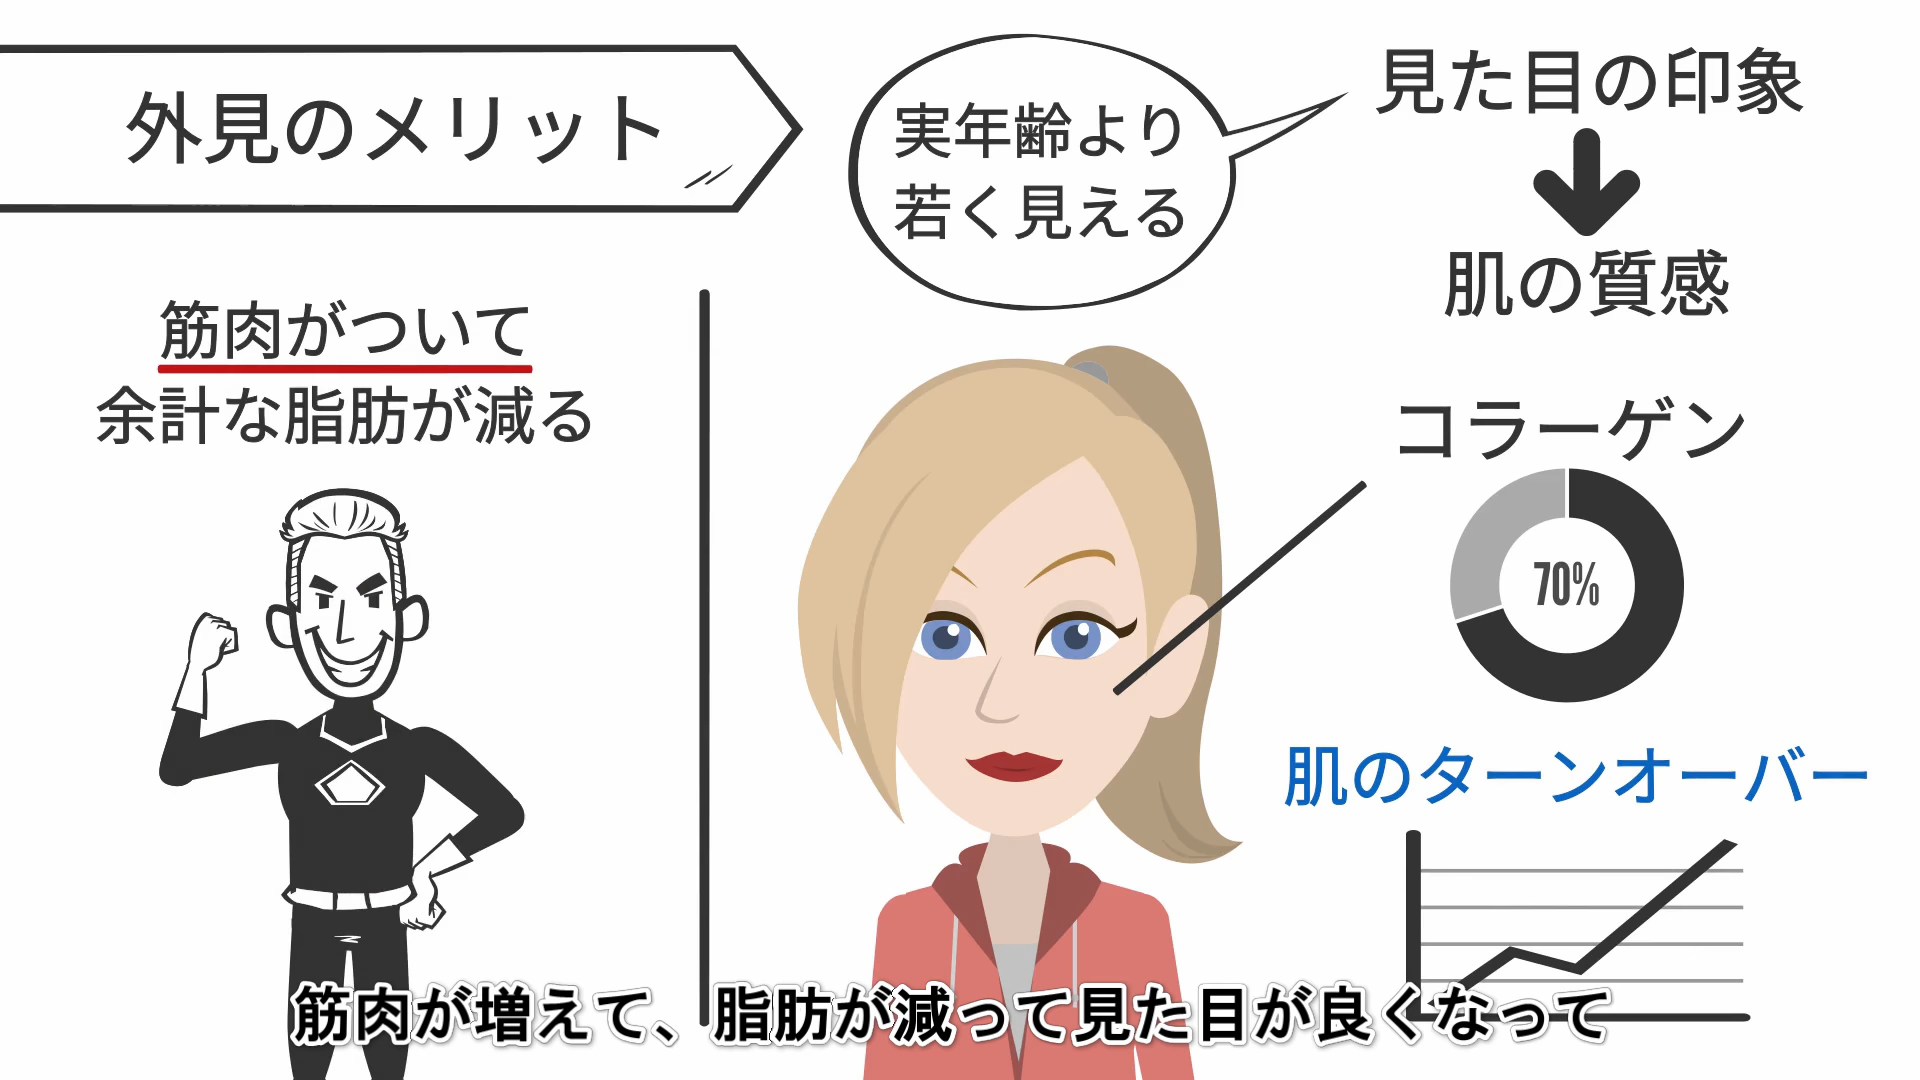 外見のメリット
実年齢より
若く見える
見た目の印象
肌の質感
筋肉がついて
余計な脂肪が減る
コラーゲン
70%
肌のターンオーバー
筋肉が増えて、脂肪が減って見た目が良くなって